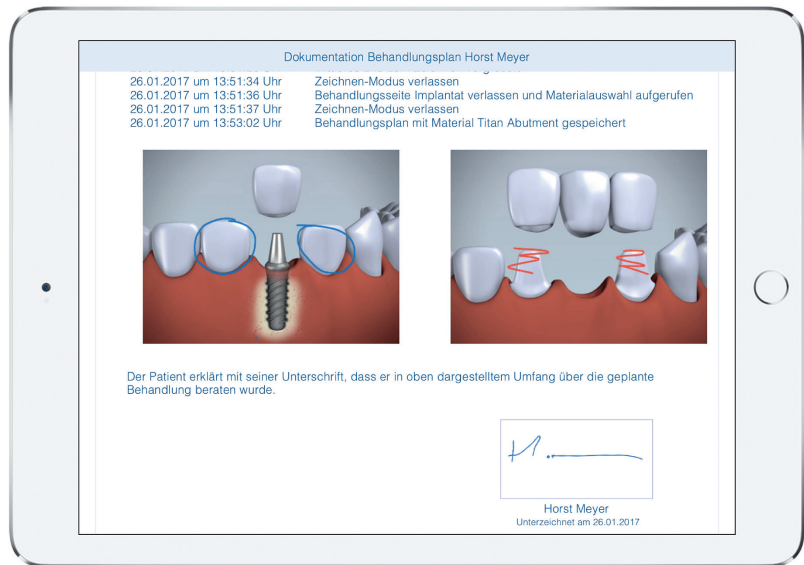 Dokumentation Behandlungsplan Horst Meyer
26.01.2017 um 13:51:34 Uhr Zeichnen-Modus verlassen
26.01.2017 um 13:51:36 Uhr Behandlungsseite Implantat verlassen und Materialauswahl aufgerufen
26.01.2017 um 13:51:37 Uhr Zeichnen-Modus verlassen
26.01.2017 um 13:53:02 Uhr Behandlungsplan mit Material Titan Abutment gespeichert
Der Patient erklärt mit seiner Unterschrift, dass er in oben dargestelltem Umfang über die geplante
Behandlung beraten wurde.
Horst Meyer
Unterzeichnet am 26.01.2017